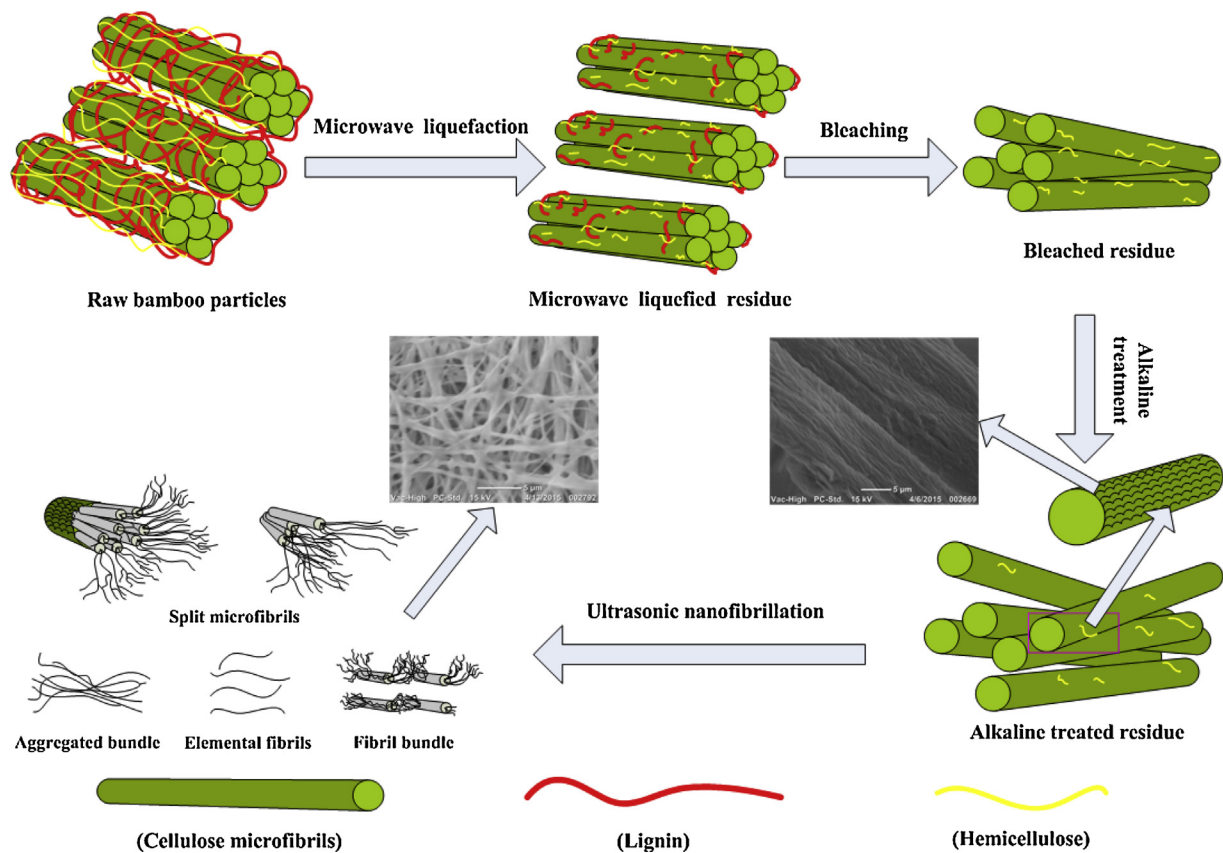 Microwave liquefaction
Bleaching
Raw bamboo particles
Microwave liquefied residue
Bleached residue
Alkaline
treatment
5 μm
Vac-High PC-Std. 15 kV 4/13/2015 002792
5 μm
Vac-High PC-Std. 15 kV 4/6/2015 002669
Split microfibrils
Ultrasonic nanofibrillation
Aggregated bundle
Elemental fibrils
Fibril bundle
Alkaline treated residue
(Cellulose microfibrils)
(Lignin)
(Hemicellulose)